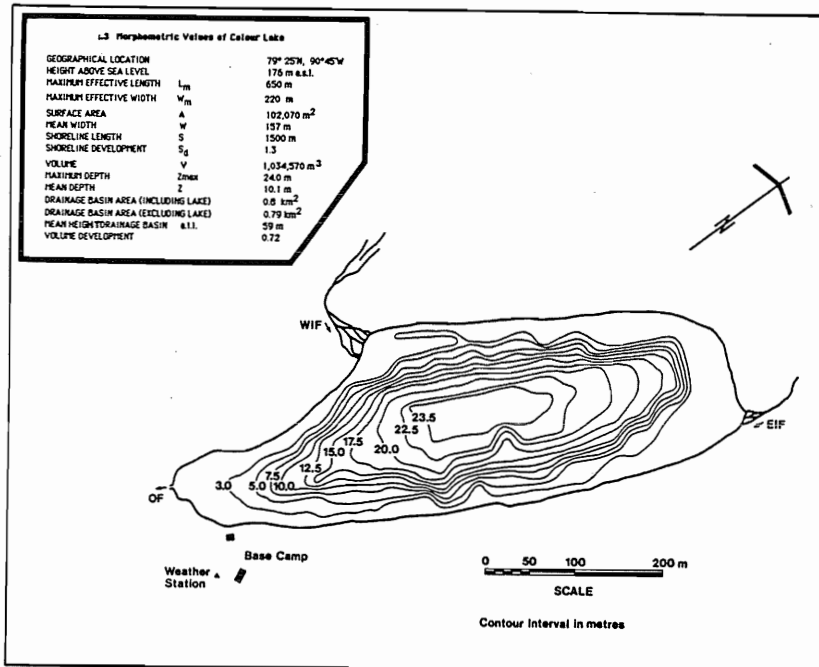 1.3 Morphometric Values of Colour Lake
GEOGRAPHICAL LOCATION 79° 25'N, 90°45'W
HEIGHT ABOVE SEA LEVEL 176 m a.s.l.
MAXIMUM EFFECTIVE LENGTH Lm 650 m
MAXIMUM EFFECTIVE WIDTH Wm 220 m
SURFACE AREA A 102,070 m2
MEAN WIDTH W 157 m
SHORELINE LENGTH S 1500 m
SHORELINE DEVELOPMENT Sd 1.3
VOLUME V 1,034,570 m3
MAXIMUM DEPTH Zmax 24.0 m
MEAN DEPTH Z 10.1 m
DRAINAGE BASIN AREA (INCLUDING LAKE) 0.8 km2
DRAINAGE BASIN AREA (EXCLUDING LAKE) 0.79 km2
MEAN HEIGHT DRAINAGE BASIN a.l.l. 59 m
VOLUME DEVELOPMENT 0.72
N
WIF
23.5
22.5
20.0
17.5
15.0
12.5
7.5
3.0 5.0 10.0
EIF
OF
Base Camp
Weather
Station
0 50 100 200 m
SCALE
Contour Interval in metres